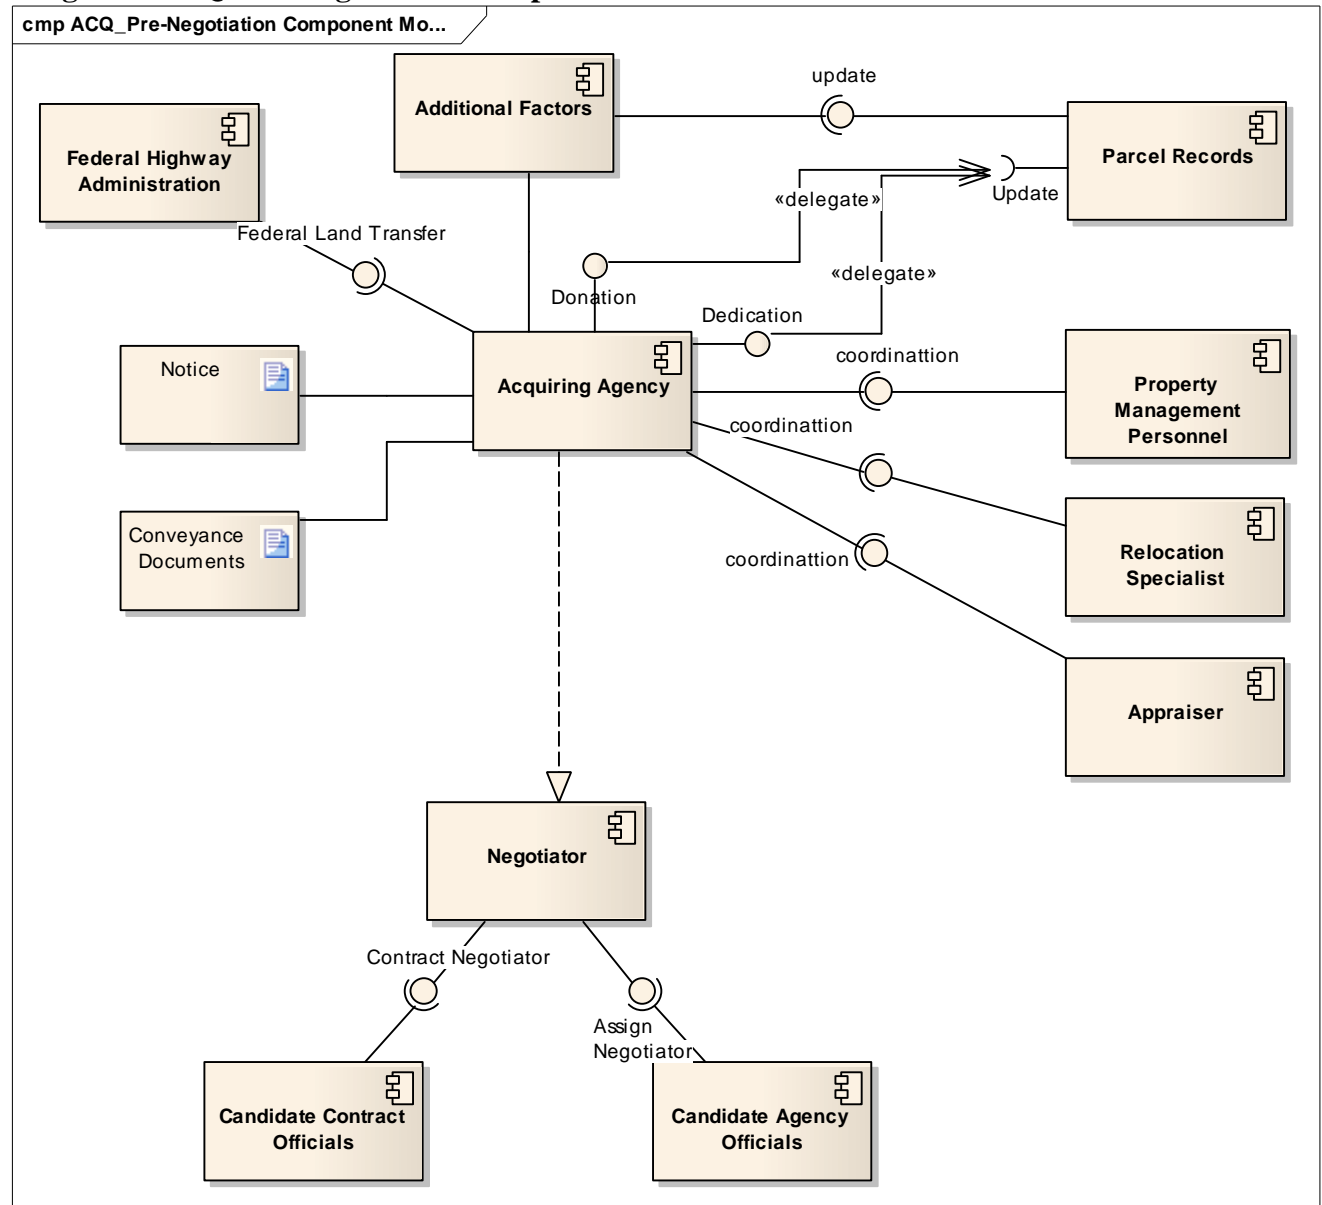 cmp ACQ_Pre-Negotiation Component Mo...
update
Additional Factors
Federal Highway
Administration
Parcel Records
«delegate»
Update
Federal Land Transfer
«delegate»
Donation
Dedication
coordinattion
Notice
Acquiring Agency
Property
Management
Personnel
coordinattion
Conveyance
Documents
coordinattion
Relocation
Specialist
Appraiser
Negotiator
Contract Negotiator
Assign
Negotiator
Candidate Contract
Officials
Candidate Agency
Officials